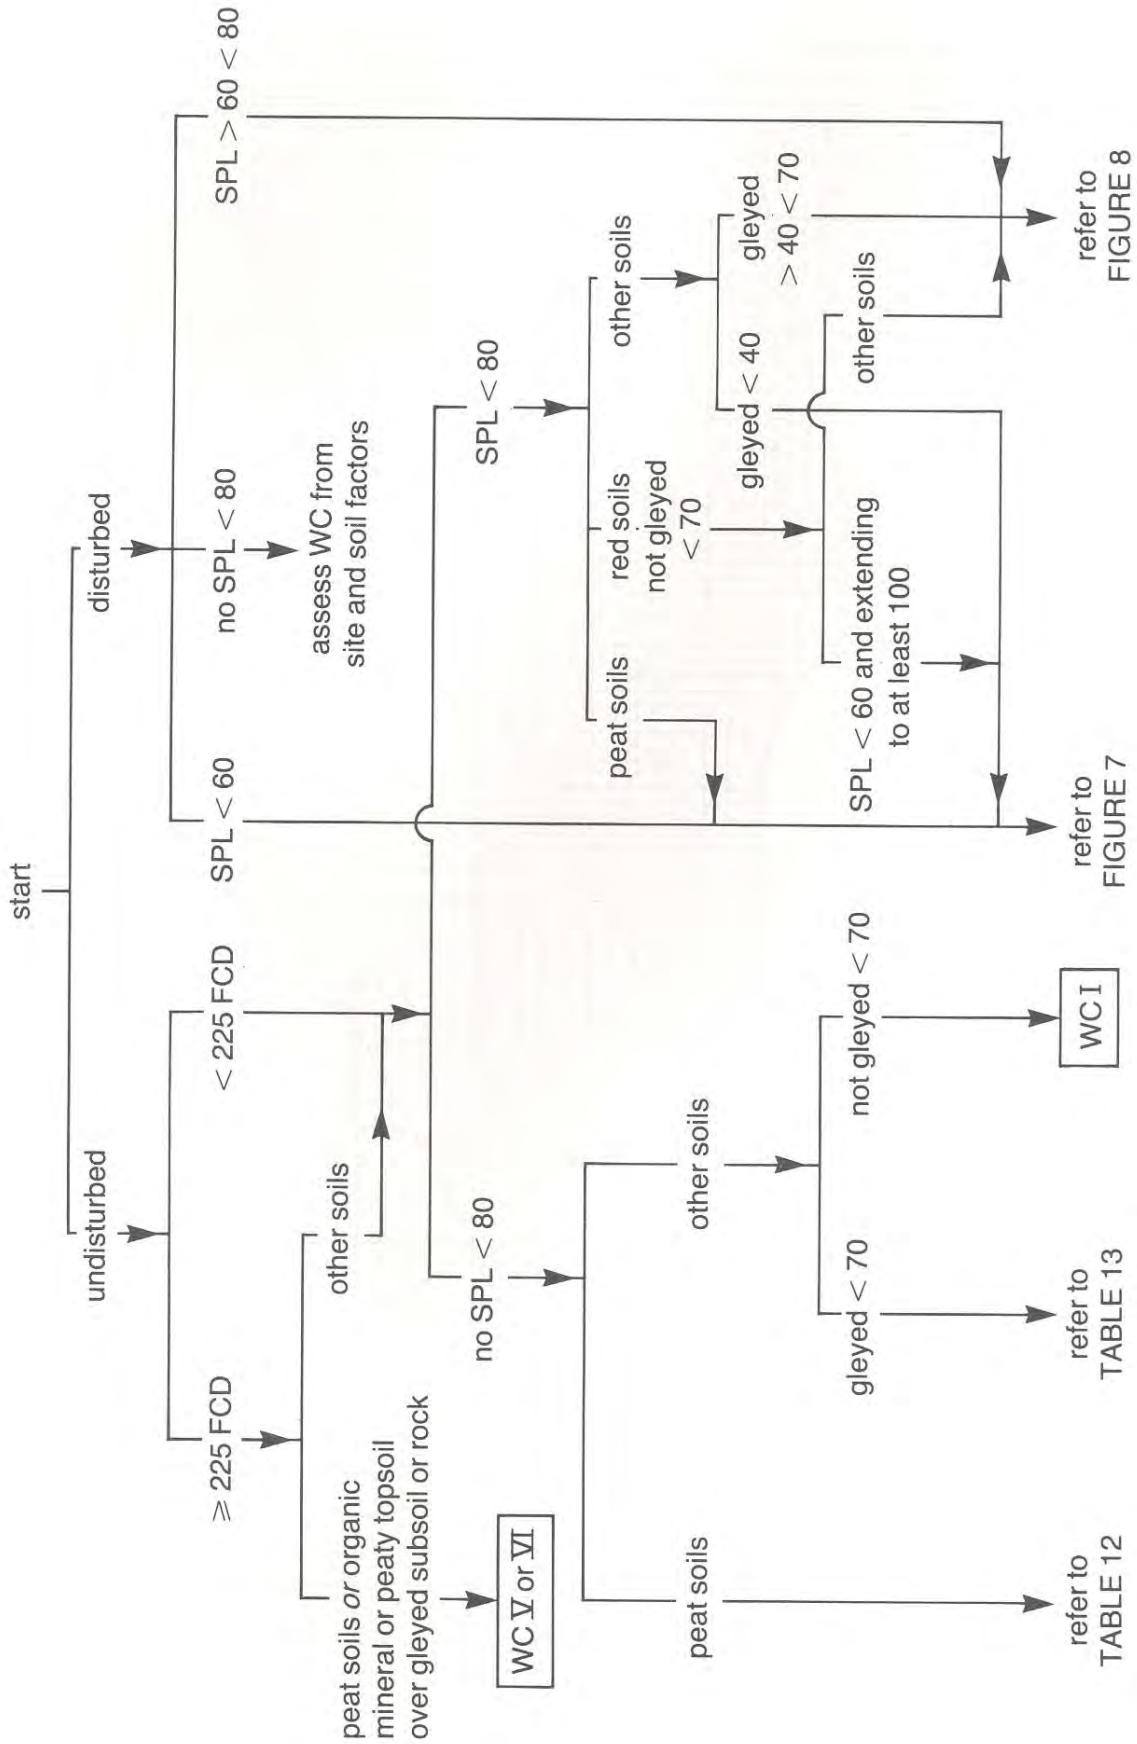 start
undisturbed
disturbed
≥ 225 FCD
< 225 FCD
SPL < 60
no SPL < 80
SPL > 60 < 80
peat soils or organic
mineral or peaty topsoil
over gleyed subsoil or rock
other soils
assess WC from
site and soil factors
WC V or VI
no SPL < 80
SPL < 80
peat soils
other soils
peat soils
red soils
not gleyed
< 70
other soils
gleyed < 70
not gleyed < 70
SPL < 60 and extending
to at least 100
other soils
gleyed < 40
gleyed
> 40 < 70
refer to
TABLE 12
refer to
TABLE 13
WC I
refer to
FIGURE 7
refer to
FIGURE 8